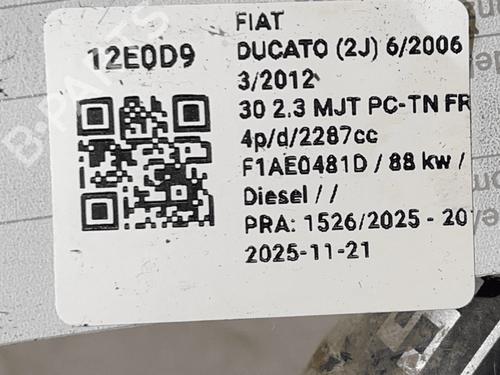 12E0D9
FIAT
DUCATO (2J) 6/2006
3/2012
30 2.3 MJT PC-TN FR
4p/d/2287cc
F1AE0481D / 88 kw /
Diesel / /
PRA: 1526/2025 - 20
2025-11-21
B-PARTS